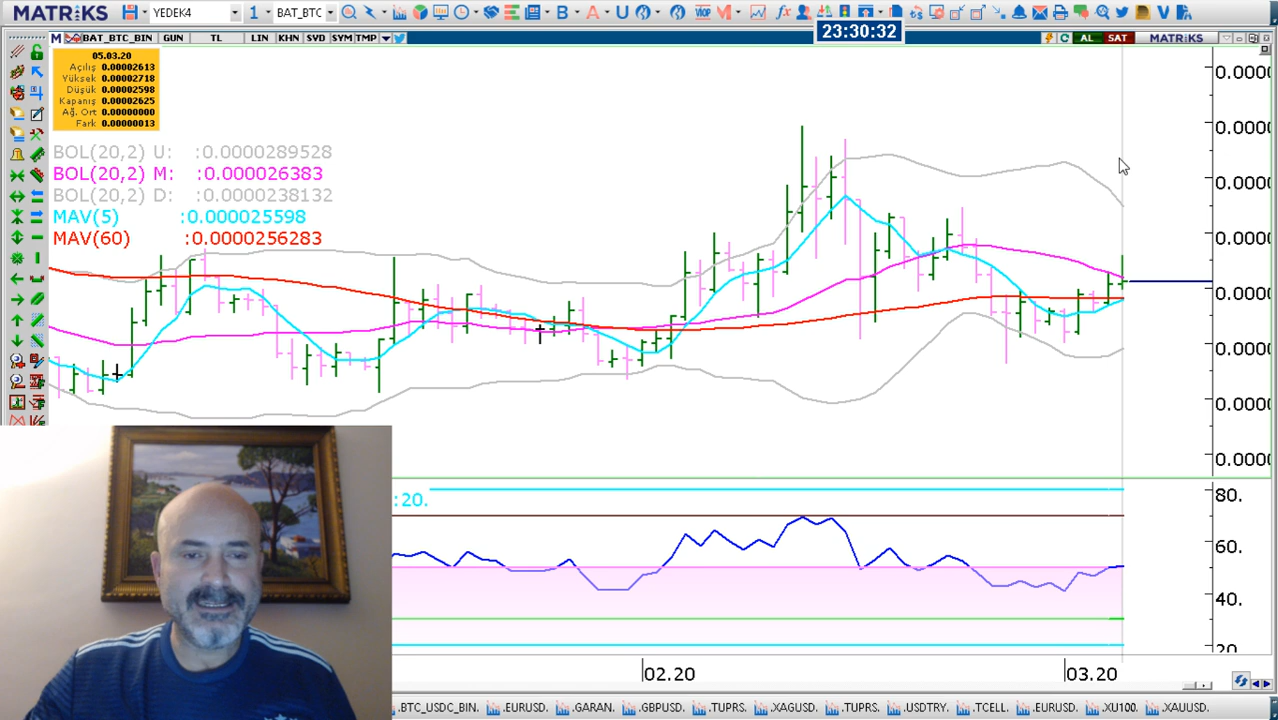 MATRiKS YEDEK4 1 BAT_BTC B A U VIOP M fx V
23:30:32
M BAT_BTC_BIN GUN TL LIN KHN SVD SYM TMP AL SAT MATRiKS
05.03.20
Açılış 0.00002613
Yüksek 0.00002718
Düşük 0.00002598
Kapanış 0.00002625
Ağ. Ort 0.00000000
Fark 0.00000013
BOL(20,2) U: :0.0000289528
BOL(20,2) M: :0.000026383
BOL(20,2) D: :0.0000238132
MAV(5) :0.000025598
MAV(60) :0.0000256283
0.0000
0.0000
0.0000
0.0000
0.0000
0.0000
0.0000
0.0000
:20.
80.
60.
40.
20
02.20
03.20
.BTC_USDC_BIN. .EURUSD. .GARAN. .GBPUSD. .TUPRS. .XAGUSD. .TUPRS. .USDTRY. .TCELL. .EURUSD. .XU100. .XAUUSD.